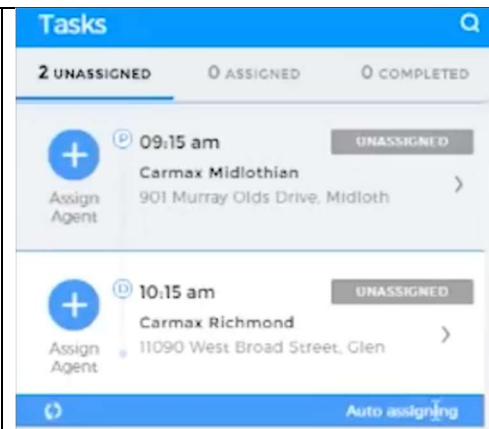 Tasks
2 UNASSIGNED 0 ASSIGNED 0 COMPLETED
P 09:15 am UNASSIGNED
Carmax Midlothian
Assign Agent 901 Murray Olds Drive, Midloth
D 10:15 am UNASSIGNED
Carmax Richmond
Assign Agent 11090 West Broad Street, Glen
Auto assigning